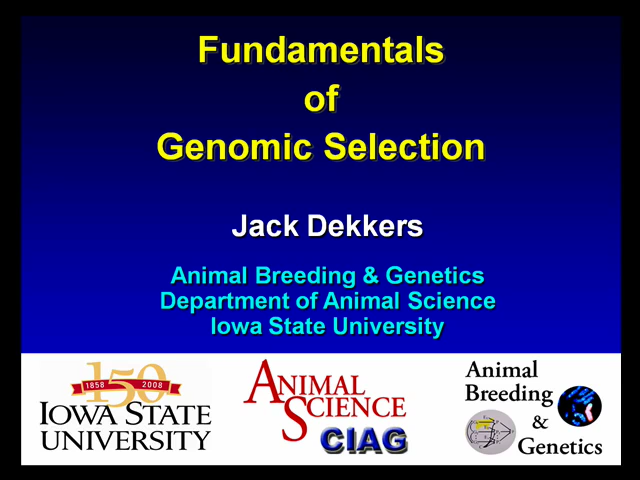 Fundamentals
of
Genomic Selection
Jack Dekkers
Animal Breeding & Genetics
Department of Animal Science
Iowa State University
150
1858 2008
IOWA STATE
UNIVERSITY
ANIMAL
SCIENCE
CIAG
Animal
Breeding
&
Genetics